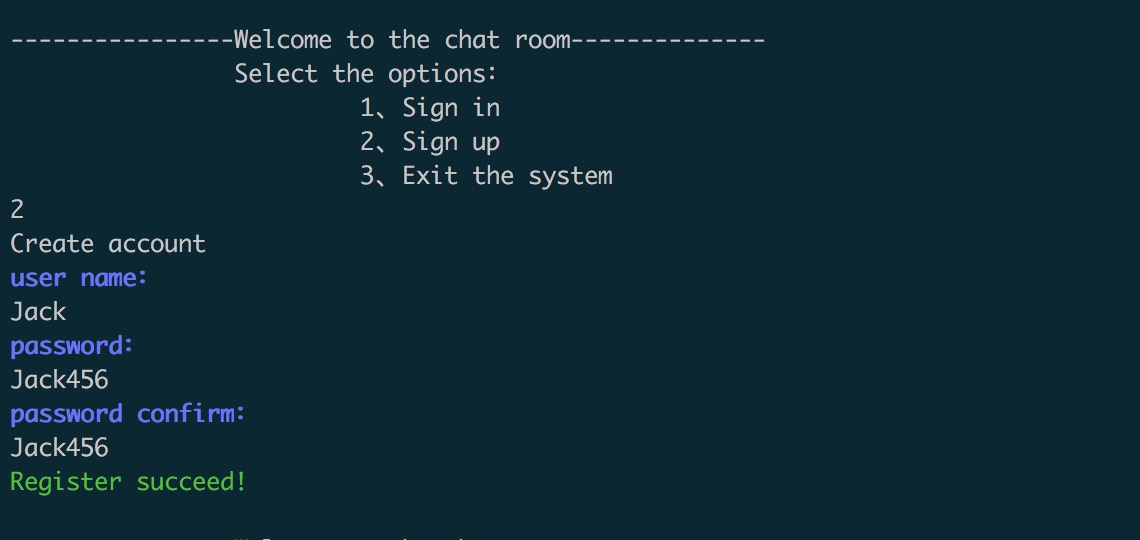 ----------------Welcome to the chat room--------------
Select the options:
1、Sign in
2、Sign up
3、Exit the system
2
Create account
user name:
Jack
password:
Jack456
password confirm:
Jack456
Register succeed!